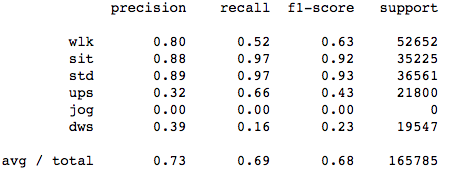 precision recall f1-score support
wlk 0.80 0.52 0.63 52652
sit 0.88 0.97 0.92 35225
std 0.89 0.97 0.93 36561
ups 0.32 0.66 0.43 21800
jog 0.00 0.00 0.00 0
dws 0.39 0.16 0.23 19547
avg / total 0.73 0.69 0.68 165785